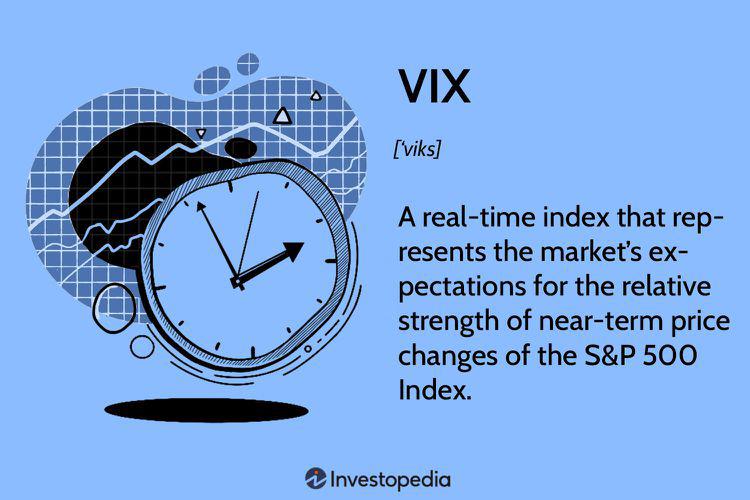 VIX
['viks]
A real-time index that rep-
resents the market's ex-
pectations for the relative
strength of near-term price
changes of the S&P 500
Index.
Investopedia